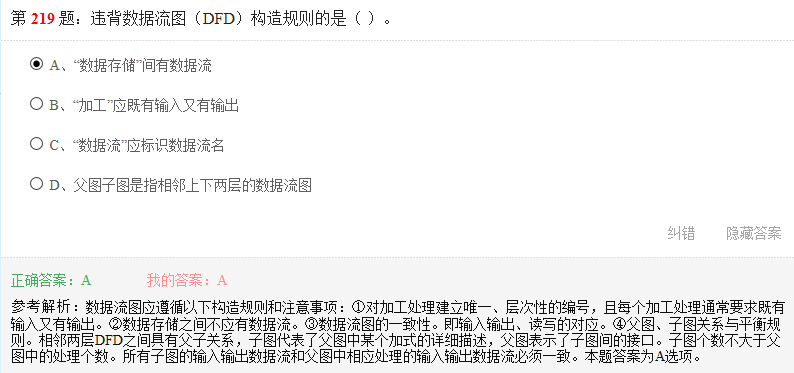 第 219 题：违背数据流图（DFD）构造规则的是（ ）。
A、“数据存储”间有数据流
B、“加工”应既有输入又有输出
C、“数据流”应标识数据流名
D、父图子图是指相邻上下两层的数据流图
纠错 隐藏答案
正确答案：A 我的答案：A
参考解析：数据流图应遵循以下构造规则和注意事项：①对加工处理建立唯一、层次性的编号，且每个加工处理通常要求既有
输入又有输出。②数据存储之间不应有数据流。③数据流图的一致性。即输入输出、读写的对应。④父图、子图关系与平衡规
则。相邻两层DFD之间具有父子关系，子图代表了父图中某个加式的详细描述，父图表示了子图间的接口。子图个数不大于父
图中的处理个数。所有子图的输入输出数据流和父图中相应处理的输入输出数据流必须一致。本题答案为A选项。